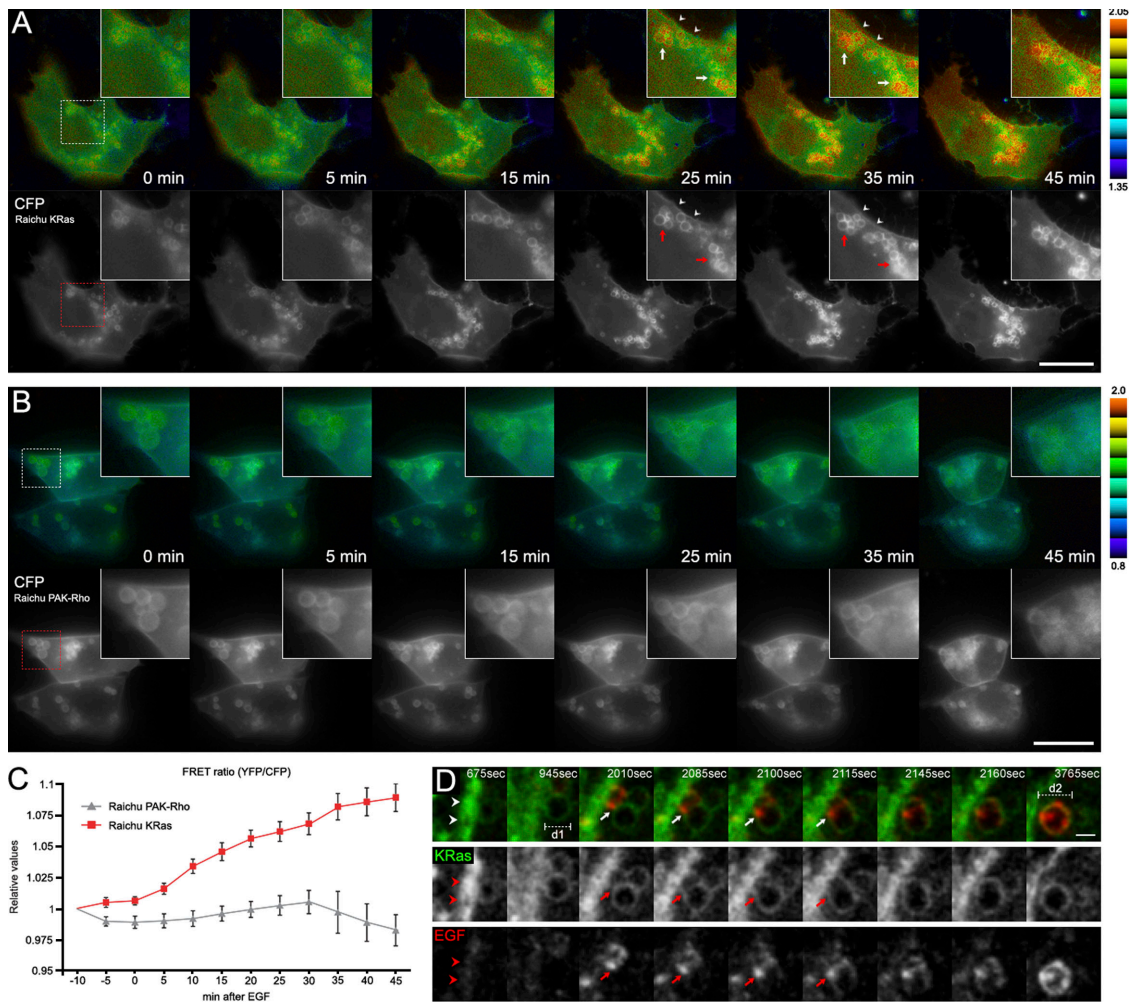 A
2.05
0 min
5 min
15 min
25 min
35 min
45 min
1.35
CFP
Raichu KRas
B
2.0
0 min
5 min
15 min
25 min
35 min
45 min
0.8
CFP
Raichu PAK-Rho
C
FRET ratio (YFP/CFP)
1.1
1.075
1.05
1.025
1
0.975
0.95
Relative values
Raichu PAK-Rho
Raichu KRas
-10 -5 0 5 10 15 20 25 30 35 40 45
min after EGF
D
675sec 945sec 2010sec 2085sec 2100sec 2115sec 2145sec 2160sec 3765sec
d1
d2
KRas
EGF